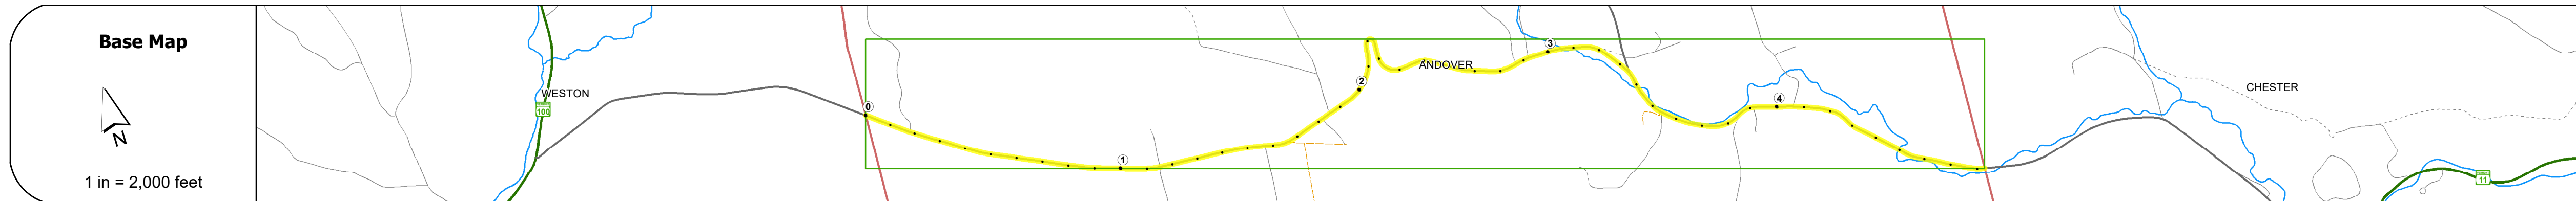 Base Map
N
1 in = 2,000 feet
WESTON
100
0
1
2
ANDOVER
3
4
CHESTER
11